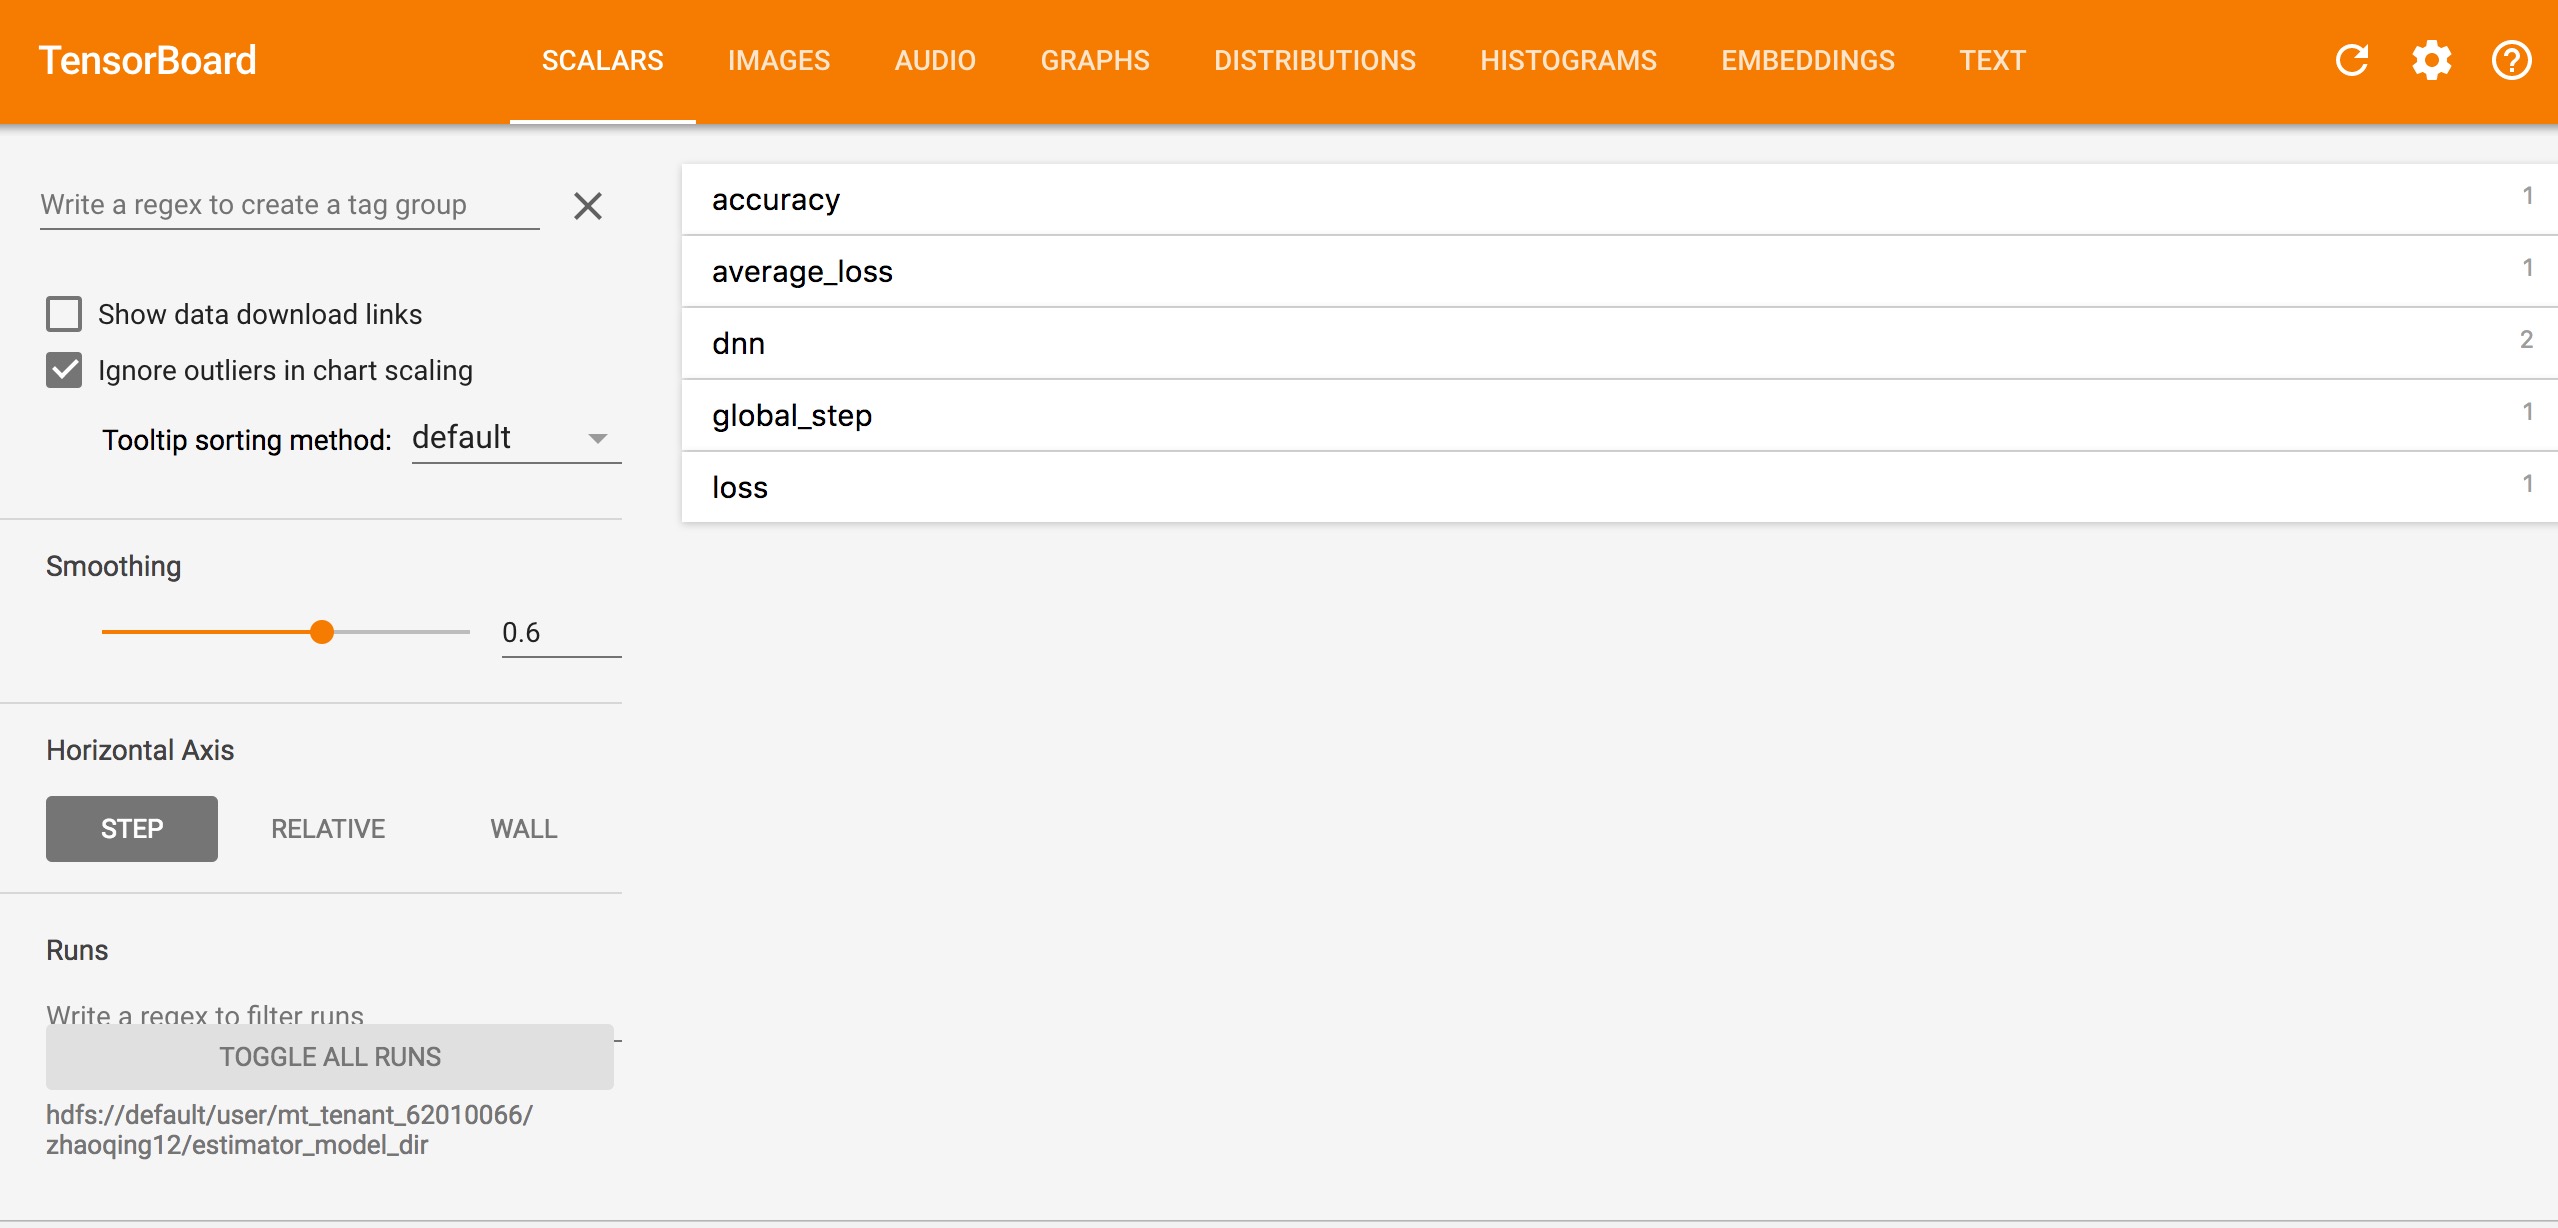 TensorBoard SCALARS IMAGES AUDIO GRAPHS DISTRIBUTIONS HISTOGRAMS EMBEDDINGS TEXT
Write a regex to create a tag group
Show data download links
Ignore outliers in chart scaling
Tooltip sorting method: default
Smoothing
0.6
Horizontal Axis
STEP RELATIVE WALL
Runs
Write a regex to filter runs
TOGGLE ALL RUNS
hdfs://default/user/mt_tenant_62010066/
zhaoqing12/estimator_model_dir
accuracy 1
average_loss 1
dnn 2
global_step 1
loss 1